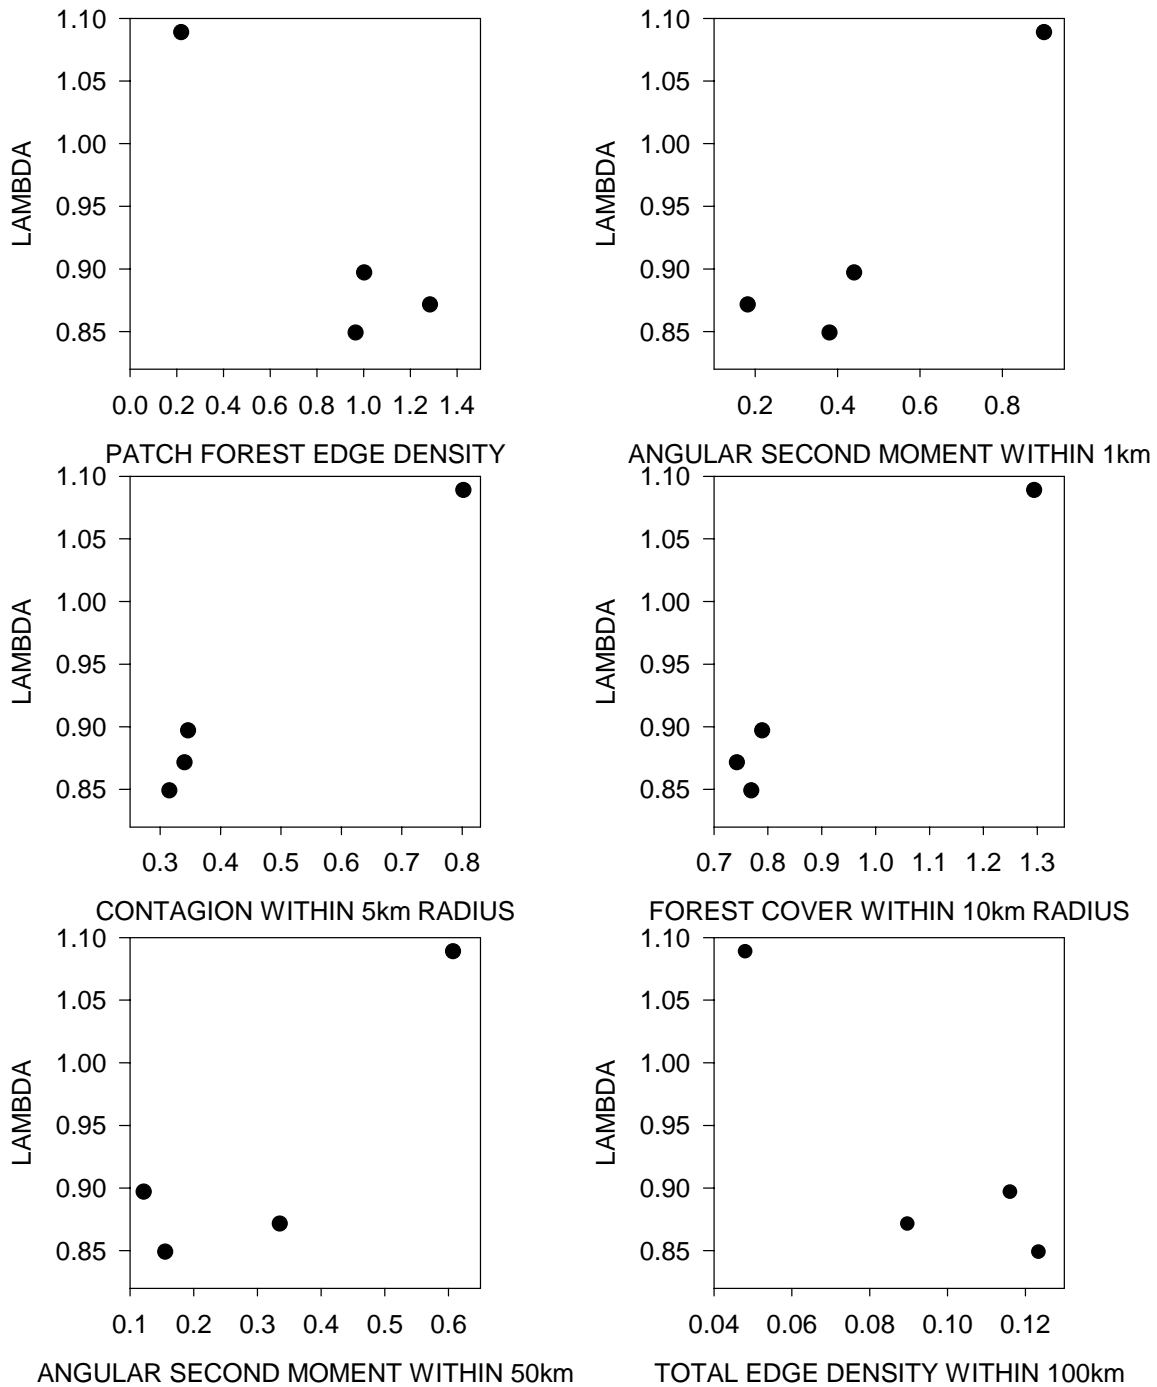 1.10 1.10
1.05 1.05
1.00 1.00
0.95 0.95
0.90 0.90
0.85 0.85
LAMBDA LAMBDA
0.0 0.2 0.4 0.6 0.8 1.0 1.2 1.4 0.2 0.4 0.6 0.8
PATCH FOREST EDGE DENSITY ANGULAR SECOND MOMENT WITHIN 1km
1.10 1.10
1.05 1.05
1.00 1.00
0.95 0.95
0.90 0.90
0.85 0.85
LAMBDA LAMBDA
0.3 0.4 0.5 0.6 0.7 0.8 0.7 0.8 0.9 1.0 1.1 1.2 1.3
CONTAGION WITHIN 5km RADIUS FOREST COVER WITHIN 10km RADIUS
1.10 1.10
1.05 1.05
1.00 1.00
0.95 0.95
0.90 0.90
0.85 0.85
LAMBDA LAMBDA
0.1 0.2 0.3 0.4 0.5 0.6 0.04 0.06 0.08 0.10 0.12
ANGULAR SECOND MOMENT WITHIN 50km TOTAL EDGE DENSITY WITHIN 100km